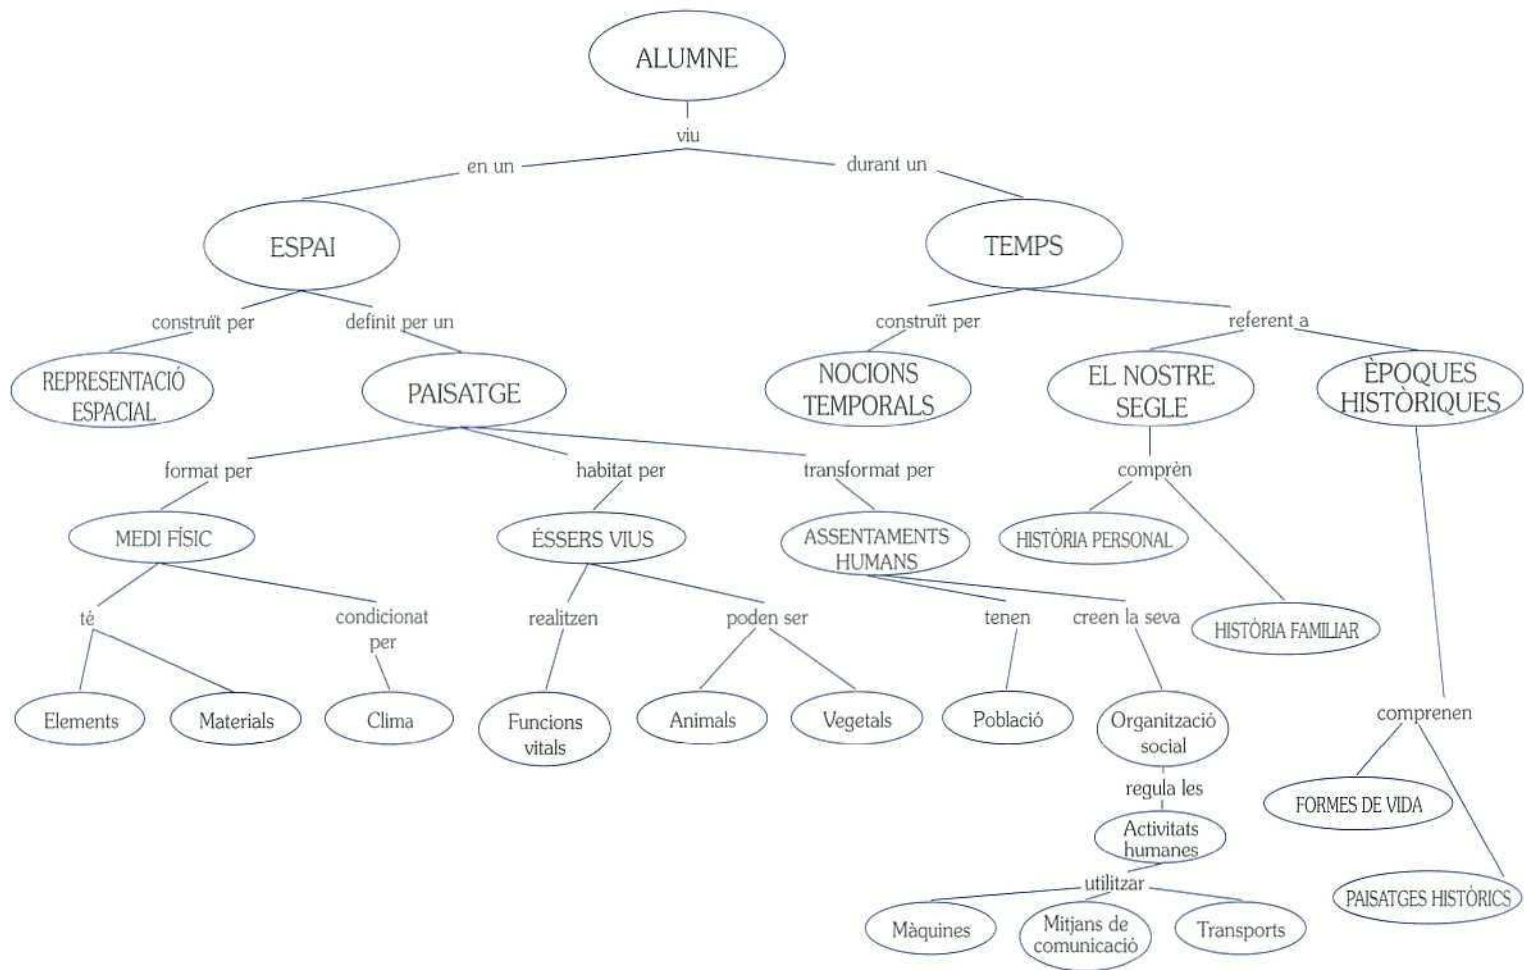 ALUMNE
viu
en un
durant un
ESPAI
TEMPS
construït per
definit per un
construït per
referent a
REPRESENTACIÓ
ESPACIAL
PAISATGE
NOCIONS
TEMPORALS
EL NOSTRE
SEGLE
ÈPOQUES
HISTÒRIQUES
format per
habitat per
transformat per
comprèn
MEDI FÍSIC
ÉSSERS VIUS
ASSENTAMENTS
HUMANS
HISTÒRIA PERSONAL
té
condicionat
per
realitzen
poden ser
tenen
creen la seva
HISTÒRIA FAMILIAR
Elements
Materials
Clima
Funcions
vitals
Animals
Vegetals
Població
Organització
social
comprenen
regula les
FORMES DE VIDA
Activitats
humanes
utilitzar
PAISATGES HISTÒRICS
Màquines
Mitjans de
comunicació
Transports